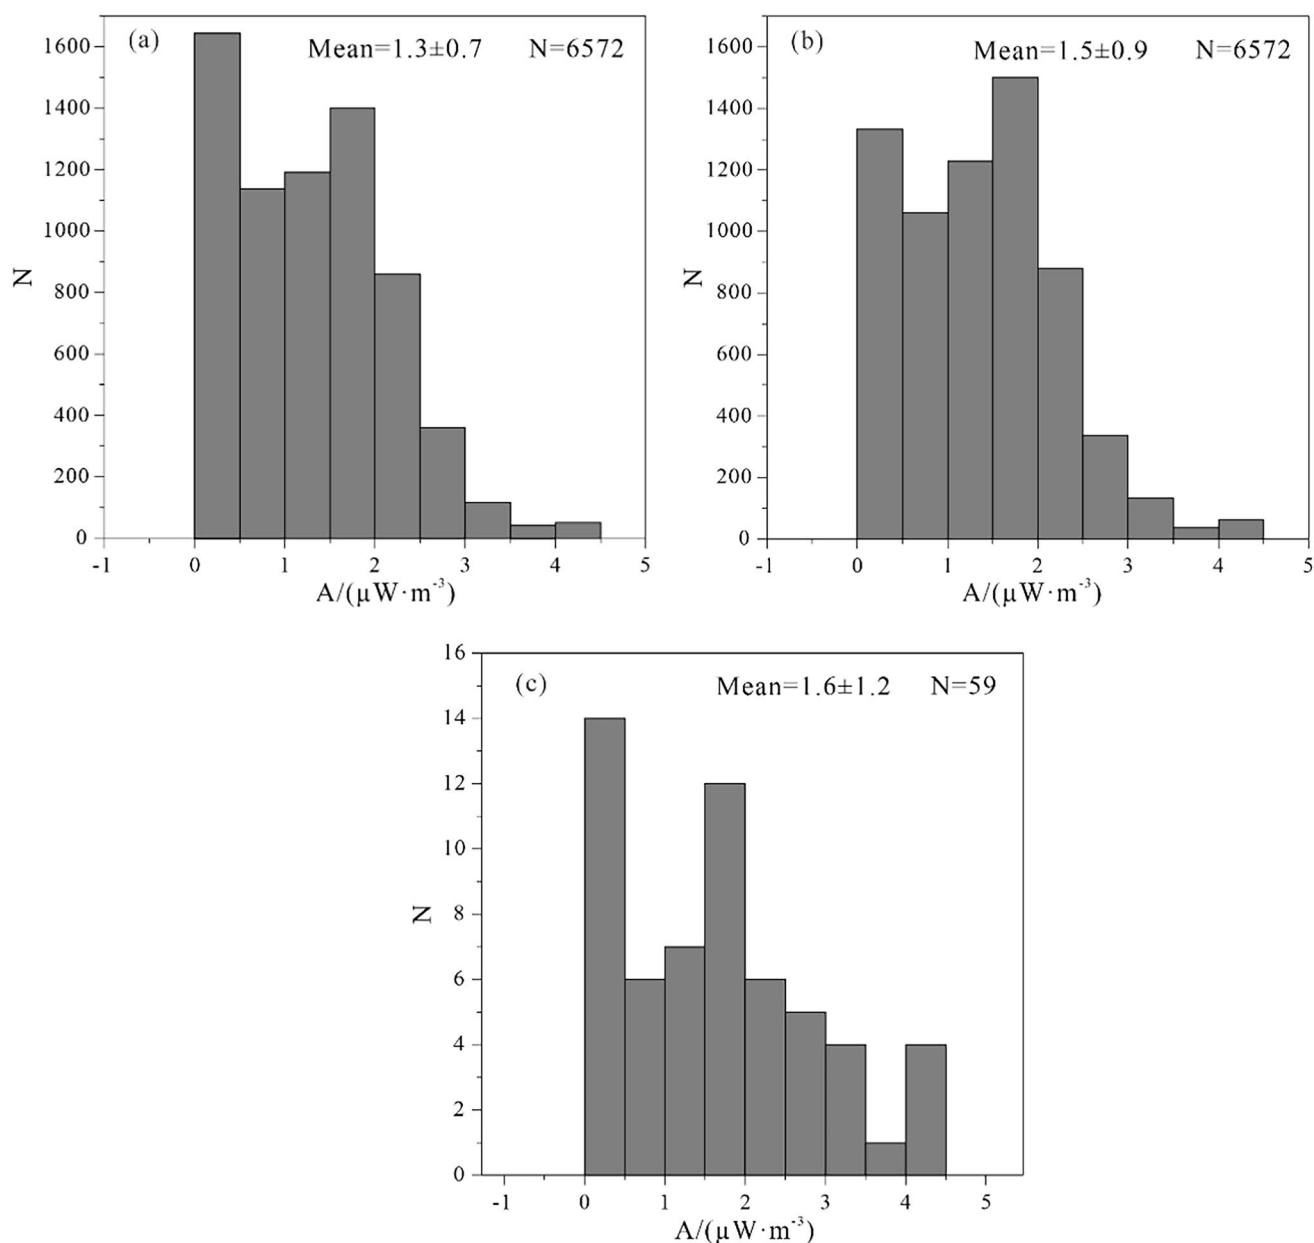 (a) Mean=1.3±0.7 N=6572
1600
1400
1200
1000
800
600
400
200
0
N
-1 0 1 2 3 4 5
A/(μW·m⁻³)
(b) Mean=1.5±0.9 N=6572
1600
1400
1200
1000
800
600
400
200
0
N
-1 0 1 2 3 4 5
A/(μW·m⁻³)
(c) Mean=1.6±1.2 N=59
16
14
12
10
8
6
4
2
0
N
-1 0 1 2 3 4 5
A/(μW·m⁻³)